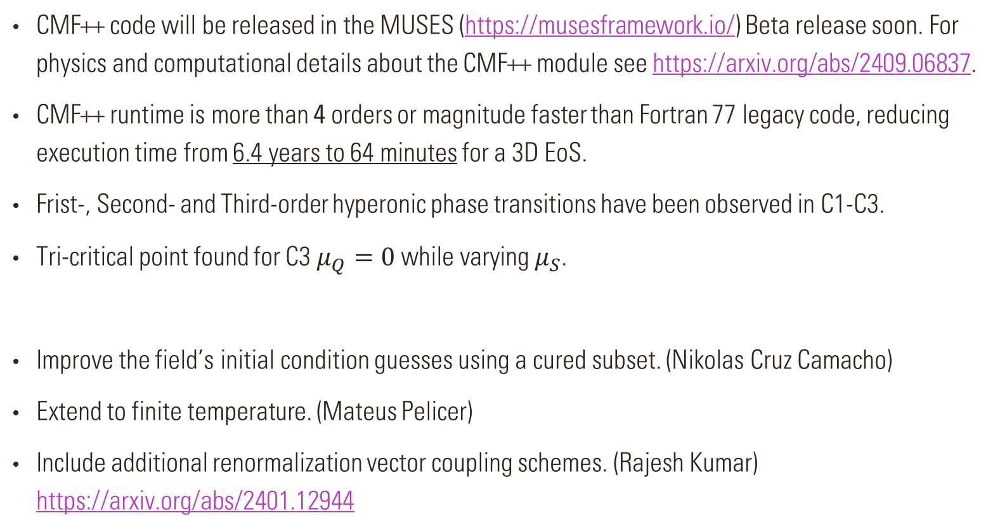 • CMF++ code will be released in the MUSES (https://musesframework.io/) Beta release soon. For
physics and computational details about the CMF++ module see https://arxiv.org/abs/2409.06837.
• CMF++ runtime is more than 4 orders or magnitude faster than Fortran 77 legacy code, reducing
execution time from 6.4 years to 64 minutes for a 3D EoS.
• Frist-, Second- and Third-order hyperonic phase transitions have been observed in C1-C3.
• Tri-critical point found for C3 μ_Q = 0 while varying μ_S.
• Improve the field’s initial condition guesses using a cured subset. (Nikolas Cruz Camacho)
• Extend to finite temperature. (Mateus Pelicer)
• Include additional renormalization vector coupling schemes. (Rajesh Kumar)
https://arxiv.org/abs/2401.12944